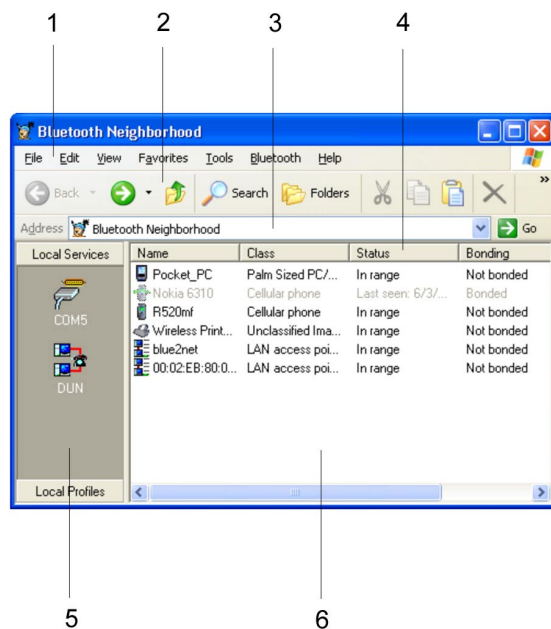 1 2 3 4
Bluetooth Neighborhood
File Edit View Favorites Tools Bluetooth Help
Back Search Folders »
Address Bluetooth Neighborhood Go
Local Services Name Class Status Bonding
Pocket_PC Palm Sized PC/... In range Not bonded
Nokia 6310 Cellular phone Last seen: 6/3/... Bonded
COM5 R520mf Cellular phone In range Not bonded
Wireless Print... Unclassified Ima... In range Not bonded
blue2net LAN access poi... In range Not bonded
00:02:EB:80:0... LAN access poi... In range Not bonded
DUN
Local Profiles
5 6